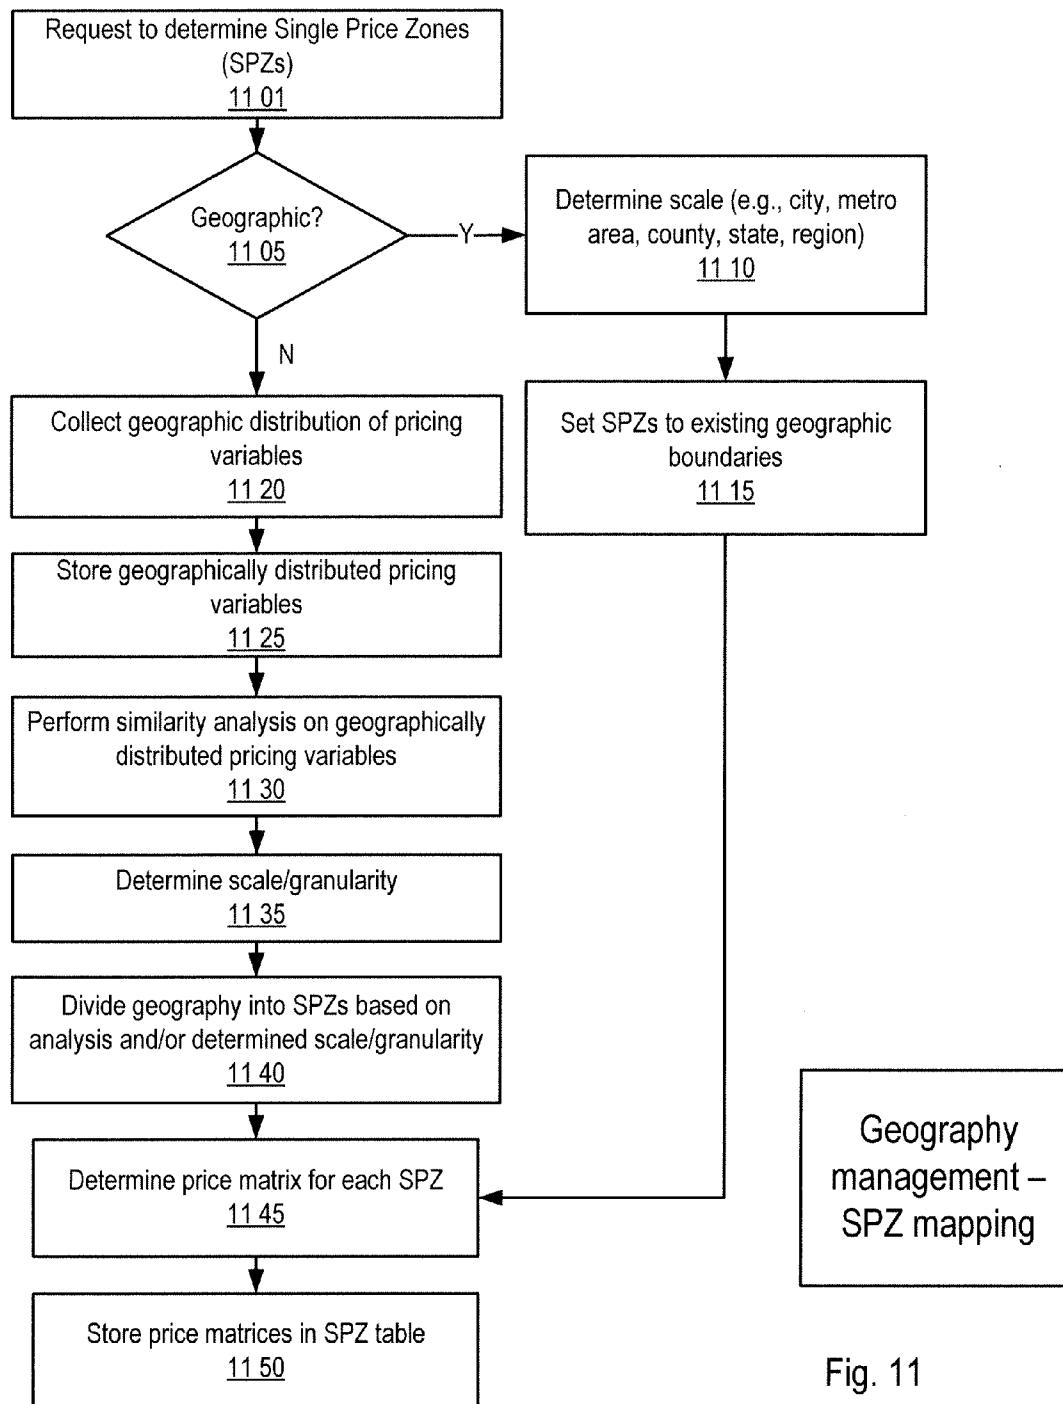 Request to determine Single Price Zones
(SPZs)
11 01
Geographic?
11 05
Y
Determine scale (e.g., city, metro
area, county, state, region)
11 10
N
Set SPZs to existing geographic
boundaries
11 15
Collect geographic distribution of pricing
variables
11 20
Store geographically distributed pricing
variables
11 25
Perform similarity analysis on geographically
distributed pricing variables
11 30
Determine scale/granularity
11 35
Divide geography into SPZs based on
analysis and/or determined scale/granularity
11 40
Determine price matrix for each SPZ
11 45
Store price matrices in SPZ table
11 50
Geography
management –
SPZ mapping
Fig. 11